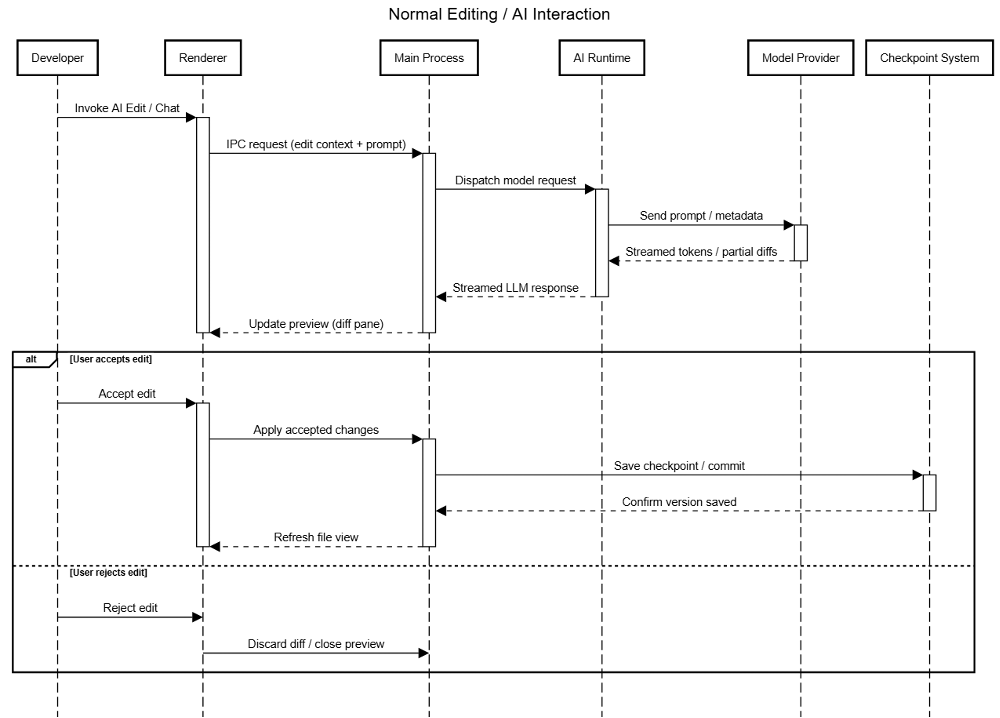 Normal Editing / AI Interaction
Developer
Renderer
Main Process
AI Runtime
Model Provider
Checkpoint System
Invoke AI Edit / Chat
IPC request (edit context + prompt)
Dispatch model request
Send prompt / metadata
Streamed tokens / partial diffs
Streamed LLM response
Update preview (diff pane)
alt
[User accepts edit]
Accept edit
Apply accepted changes
Save checkpoint / commit
Confirm version saved
Refresh file view
[User rejects edit]
Reject edit
Discard diff / close preview